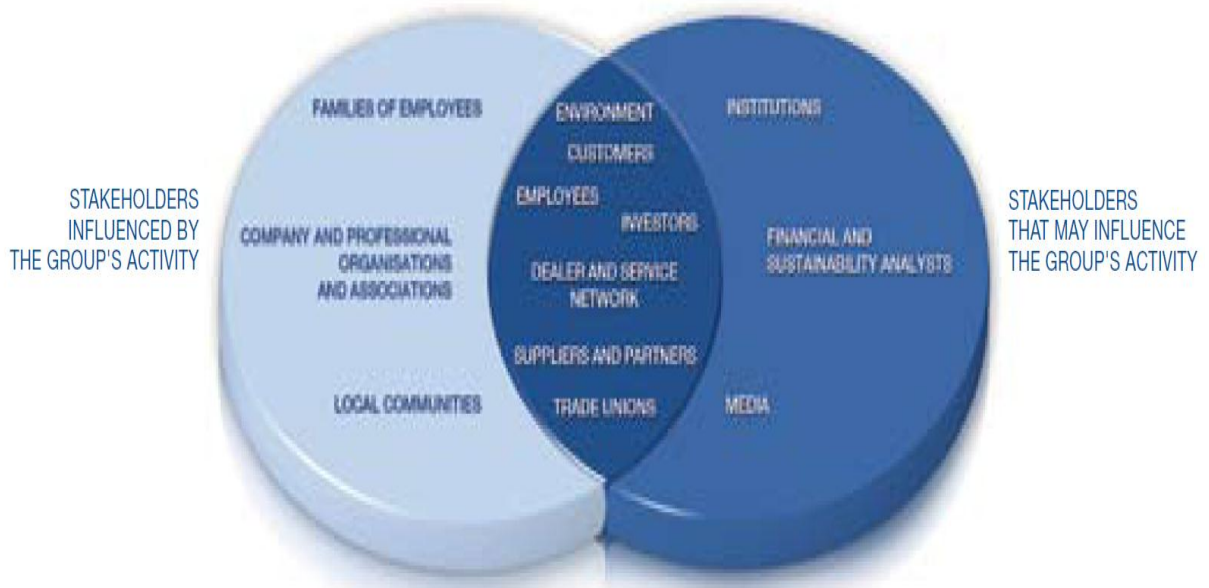 STAKEHOLDERS
INFLUENCED BY
THE GROUP'S ACTIVITY
FAMILIES OF EMPLOYEES
COMPANY AND PROFESSIONAL
ORGANISATIONS
AND ASSOCIATIONS
LOCAL COMMUNITIES
ENVIRONMENT
CUSTOMERS
EMPLOYEES
INVESTORS
DEALER AND SERVICE
NETWORK
SUPPLIERS AND PARTNERS
TRADE UNIONS
INSTITUTIONS
FINANCIAL AND
SUSTAINABILITY ANALYSTS
MEDIA
STAKEHOLDERS
THAT MAY INFLUENCE
THE GROUP'S ACTIVITY